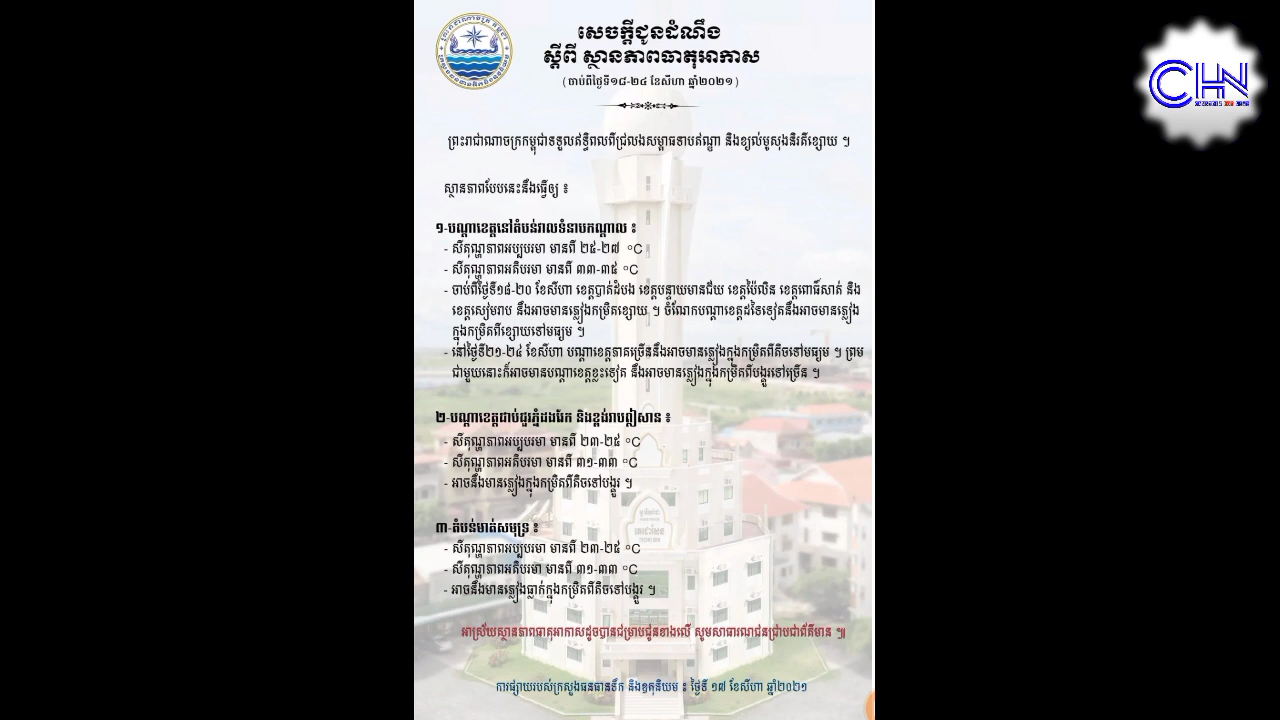 សេចក្តីជូនដំណឹង
ស្តីពី ស្ថានភាពធាតុអាកាស
(ចាប់ពីថ្ងៃទី១៨-២៤ ខែសីហា ឆ្នាំ២០២១)
ព្រះរាជាណាចក្រកម្ពុជាទទួលឥទ្ធិពលពីជ្រលងសម្ពាធទាបឥណ្ឌា និងខ្យល់មូសុងនិរតីខ្សោយ ។
ស្ថានភាពបែបនេះនឹងធ្វើឲ្យ ៖
១-បណ្តាខេត្តនៅតំបន់វាលទំនាបកណ្តាល ៖
- សីតុណ្ហភាពអប្បបរមា មានពី ២៥-២៧ °C
- សីតុណ្ហភាពអតិបរមា មានពី ៣៣-៣៥ °C
- ចាប់ពីថ្ងៃទី១៨-២០ ខែសីហា ខេត្តបាត់ដំបង ខេត្តបន្ទាយមានជ័យ ខេត្តប៉ៃលិន ខេត្តពោធិ៍សាត់ និង
ខេត្តសៀមរាប នឹងអាចមានភ្លៀងកម្រិតខ្សោយ ។ ចំណែកបណ្តាខេត្តដទៃទៀតនឹងអាចមានភ្លៀង
ក្នុងកម្រិតពីខ្សោយទៅមធ្យម ។
- នៅថ្ងៃទី២១-២៤ ខែសីហា បណ្តាខេត្តភាគច្រើននឹងអាចមានភ្លៀងក្នុងកម្រិតពីតិចទៅមធ្យម ។ ព្រម
ជាមួយនោះក៏អាចមានបណ្តាខេត្តខ្លះទៀត នឹងអាចមានភ្លៀងក្នុងកម្រិតពីបង្គួរទៅច្រើន ។
២-បណ្តាខេត្តជាប់ជួរភ្នំដងរែក និងខ្ពង់រាបឦសាន ៖
- សីតុណ្ហភាពអប្បបរមា មានពី ២៣-២៥ °C
- សីតុណ្ហភាពអតិបរមា មានពី ៣១-៣៣ °C
- អាចនឹងមានភ្លៀងក្នុងកម្រិតពីតិចទៅបង្គួរ ។
៣-តំបន់មាត់សមុទ្រ ៖
- សីតុណ្ហភាពអប្បបរមា មានពី ២៣-២៥ °C
- សីតុណ្ហភាពអតិបរមា មានពី ៣១-៣៣ °C
- អាចនឹងមានភ្លៀងធ្លាក់ក្នុងកម្រិតពីតិចទៅបង្គួរ ។
អាស្រ័យស្ថានភាពធាតុអាកាសដូចបានជម្រាបជូនខាងលើ សូមសាធារណជនជ្រាបជាព័ត៌មាន ៕
ការផ្សាយរបស់ក្រសួងធនធានទឹក និងឧតុនិយម ៖ ថ្ងៃទី ១៧ ខែសីហា ឆ្នាំ២០២១
CHN